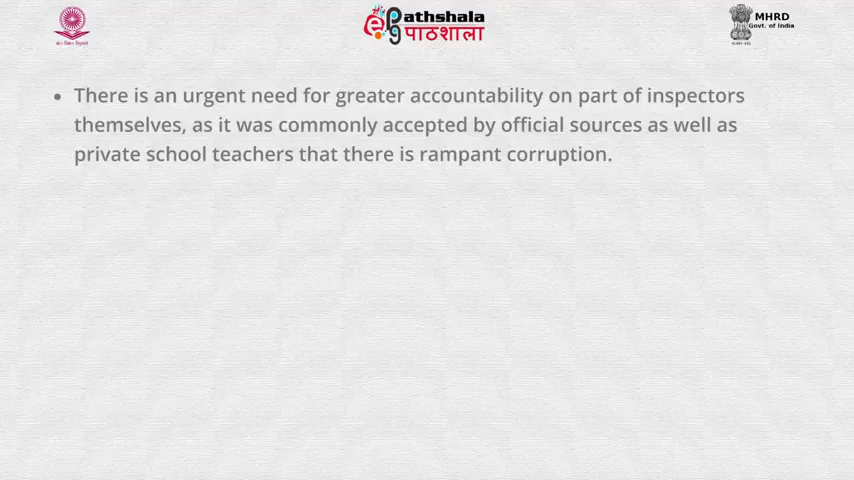 ePathshala
पाठशाला
MHRD
Govt. of India
• There is an urgent need for greater accountability on part of inspectors
themselves, as it was commonly accepted by official sources as well as
private school teachers that there is rampant corruption.